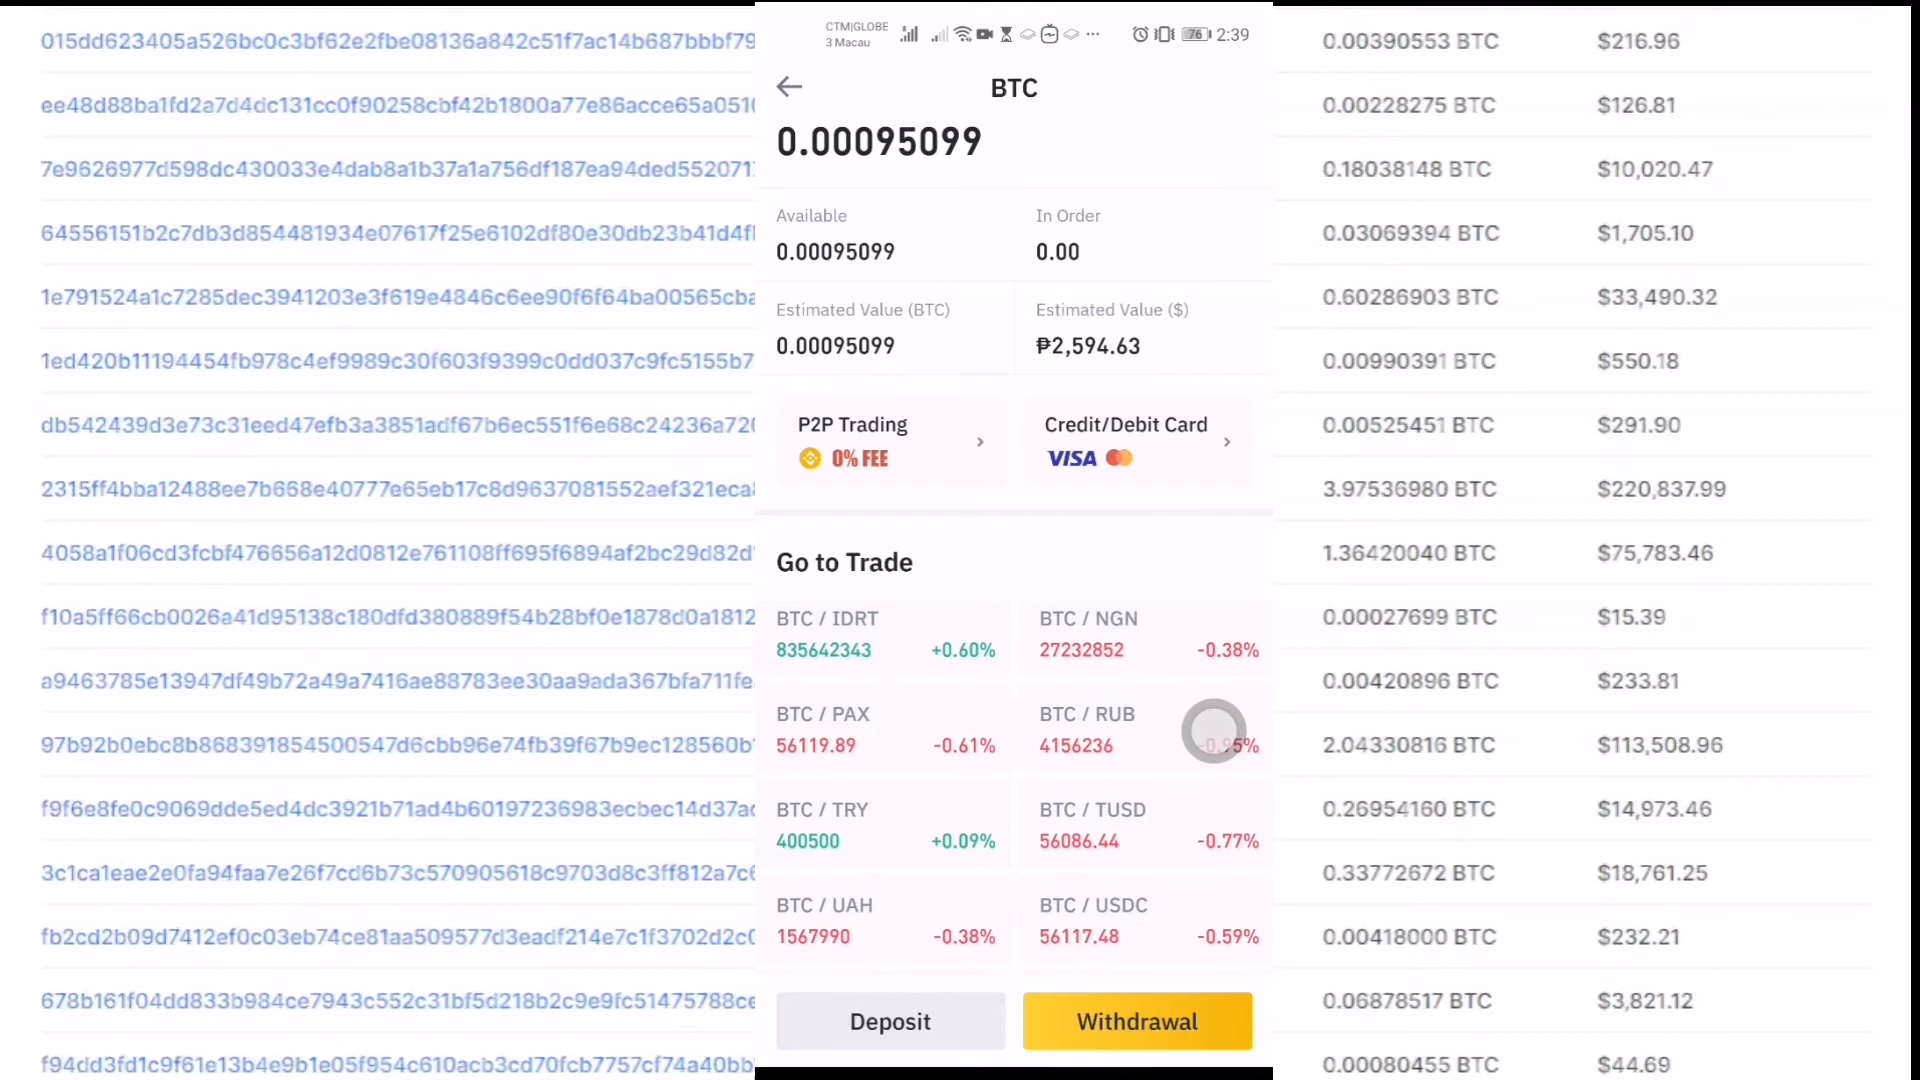 015dd623405a526bc0c3bf62e2fbe08136a842c51f7ac14b687bbbf79
ee48d88ba1fd2a7d4dc131cc0f90258cbf42b1800a77e86acce65a051
7e9626977d598dc430033e4dab8a1b37a1a756df187ea94ded552071
64556151b2c7db3d854481934e07617f25e6102df80e30db23b41d4f
1e791524a1c7285dec3941203e3f619e4846c6ee90f6f64ba00565cba
1ed420b11194454fb978c4ef9989c30f603f9399c0dd037c9fc5155b7
db542439d3e73c31eed47efb3a3851adf67b6ec551f6e68c24236a72
2315ff4bba12488ee7b668e40777e65eb17c8d9637081552aef321eca
4058a1f06cd3fcbf476656a12d0812e761108ff695f6894af2bc29d82d
f10a5ff66cb0026a41d95138c180dfd380889f54b28bf0e1878d0a1812
a9463785e13947df49b72a49a7416ae88783ee30aa9ada367bfa711fe
97b92b0ebc8b868391854500547d6cbb96e74fb39f67b9ec128560b
f9f6e8fe0c9069dde5ed4dc3921b71ad4b60197236983ecbec14d37a
3c1ca1eae2e0fa94faa7e26f7cd6b73c570905618c9703d8c3ff812a7c
fb2cd2b09d7412ef0c03eb74ce81aa509577d3eadf214e7c1f3702d2c
678b161f04dd833b984ce7943c552c31bf5d218b2c9e9fc51475788ce
f94dd3fd1c9f61e13b4e9b1e05f954c610acb3cd70fcb7757cf74a40bb
CTM|GLOBE
3 Macau
76
2:39
BTC
0.00095099
Available In Order
0.00095099 0.00
Estimated Value (BTC) Estimated Value ($)
0.00095099 ₱2,594.63
P2P Trading Credit/Debit Card
0% FEE VISA
Go to Trade
BTC / IDRT BTC / NGN
835642343 +0.60% 27232852 -0.38%
BTC / PAX BTC / RUB
56119.89 -0.61% 4156236 -0.95%
BTC / TRY BTC / TUSD
400500 +0.09% 56086.44 -0.77%
BTC / UAH BTC / USDC
1567990 -0.38% 56117.48 -0.59%
Deposit Withdrawal
0.00390553 BTC $216.96
0.00228275 BTC $126.81
0.18038148 BTC $10,020.47
0.03069394 BTC $1,705.10
0.60286903 BTC $33,490.32
0.00990391 BTC $550.18
0.00525451 BTC $291.90
3.97536980 BTC $220,837.99
1.36420040 BTC $75,783.46
0.00027699 BTC $15.39
0.00420896 BTC $233.81
2.04330816 BTC $113,508.96
0.26954160 BTC $14,973.46
0.33772672 BTC $18,761.25
0.00418000 BTC $232.21
0.06878517 BTC $3,821.12
0.00080455 BTC $44.69